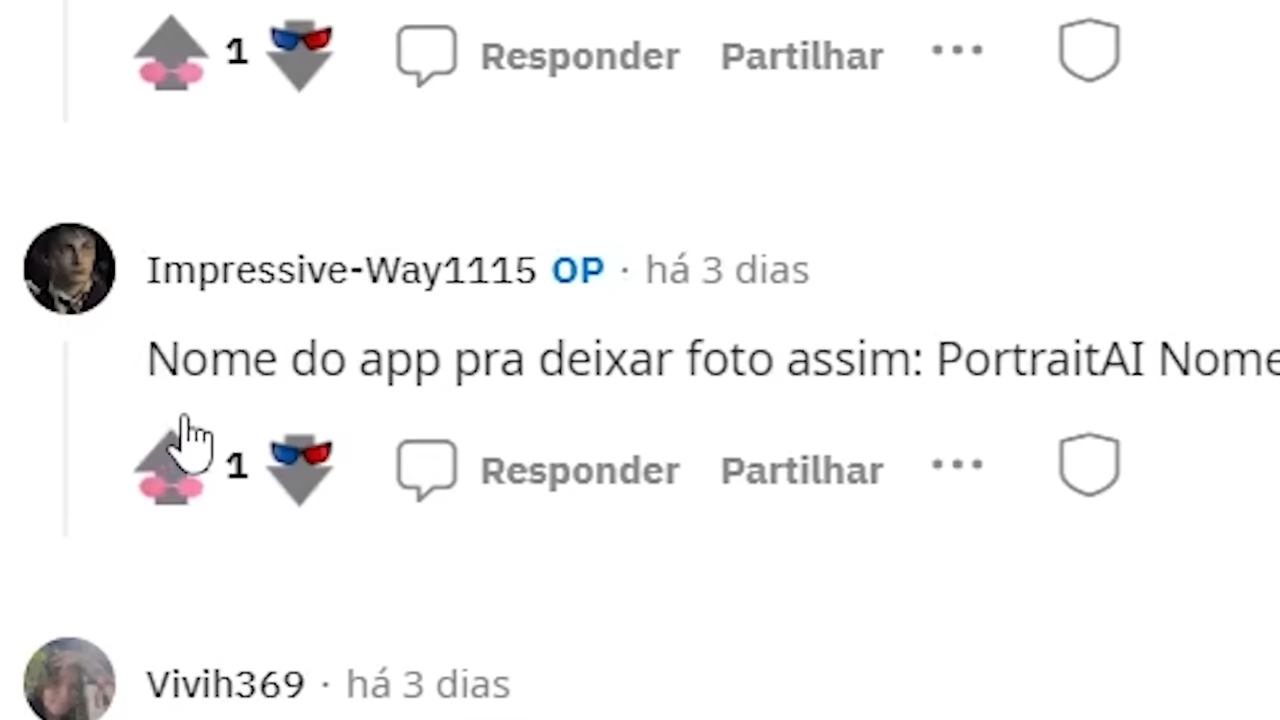 1 Responder Partilhar
Impressive-Way1115 OP · há 3 dias
Nome do app pra deixar foto assim: PortraitAI Nome
1 Responder Partilhar
Vivih369 · há 3 dias